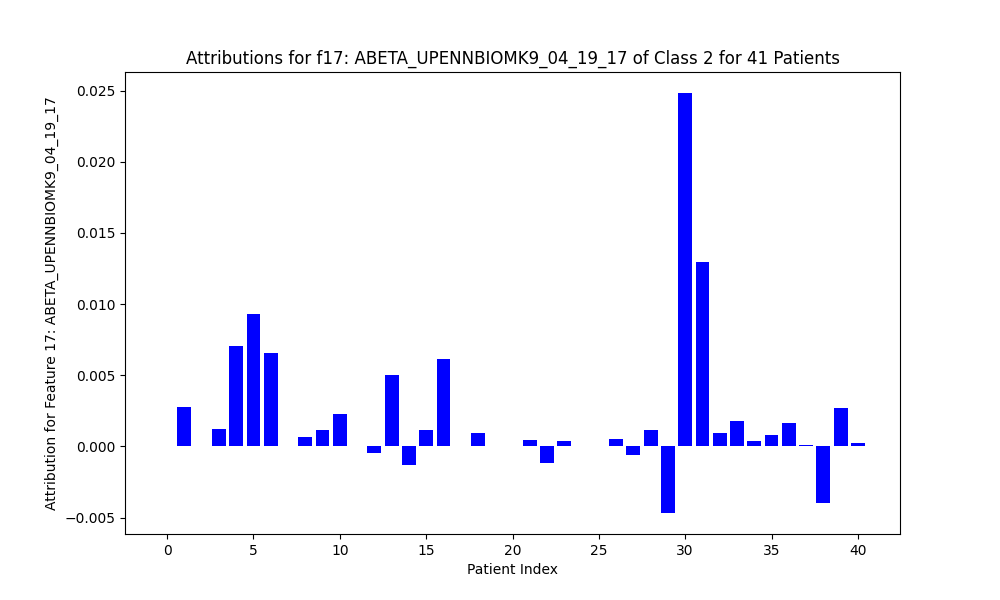 Attributions for f17: ABETA_UPENNBIOMK9_04_19_17 of Class 2 for 41 Patients
Attribution for Feature 17: ABETA_UPENNBIOMK9_04_19_17
0.025
0.020
0.015
0.010
0.005
0.000
−0.005
0 5 10 15 20 25 30 35 40
Patient Index